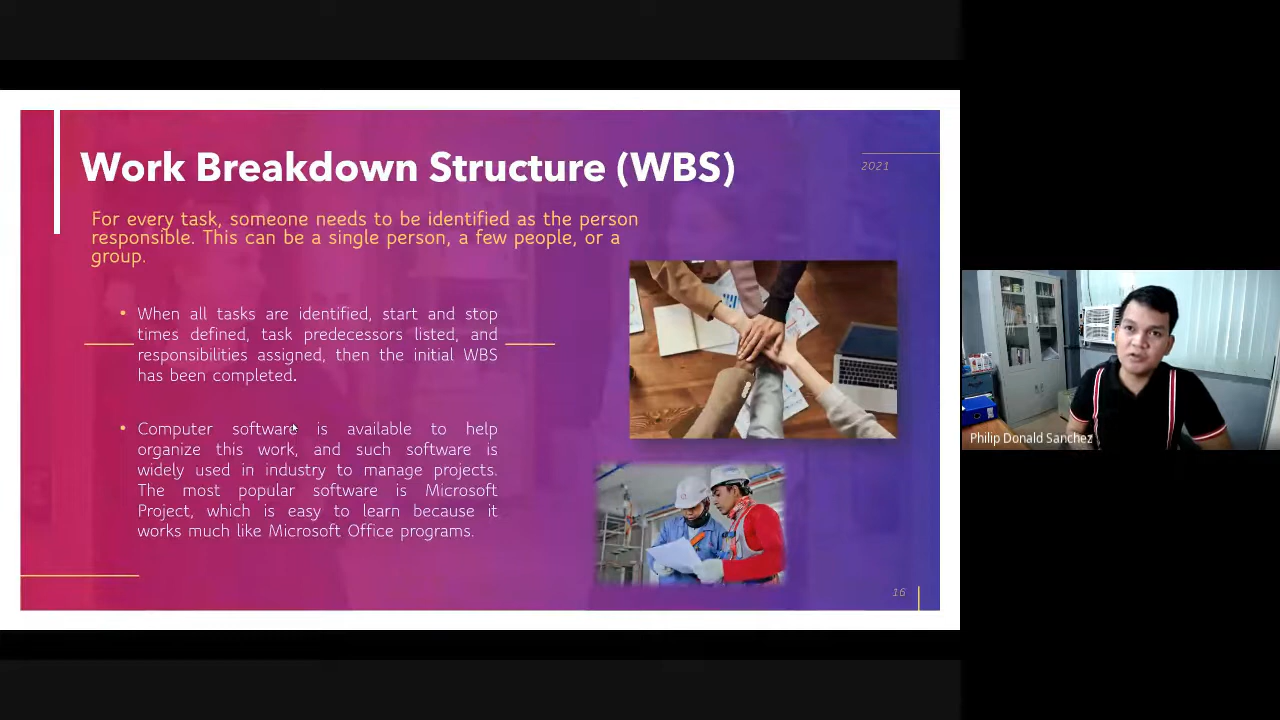 Work Breakdown Structure (WBS)
2021
For every task, someone needs to be identified as the person
responsible. This can be a single person, a few people, or a
group.
• When all tasks are identified, start and stop
times defined, task predecessors listed, and
responsibilities assigned, then the initial WBS
has been completed.
• Computer software is available to help
organize this work, and such software is
widely used in industry to manage projects.
The most popular software is Microsoft
Project, which is easy to learn because it
works much like Microsoft Office programs.
16
Philip Donald Sanchez